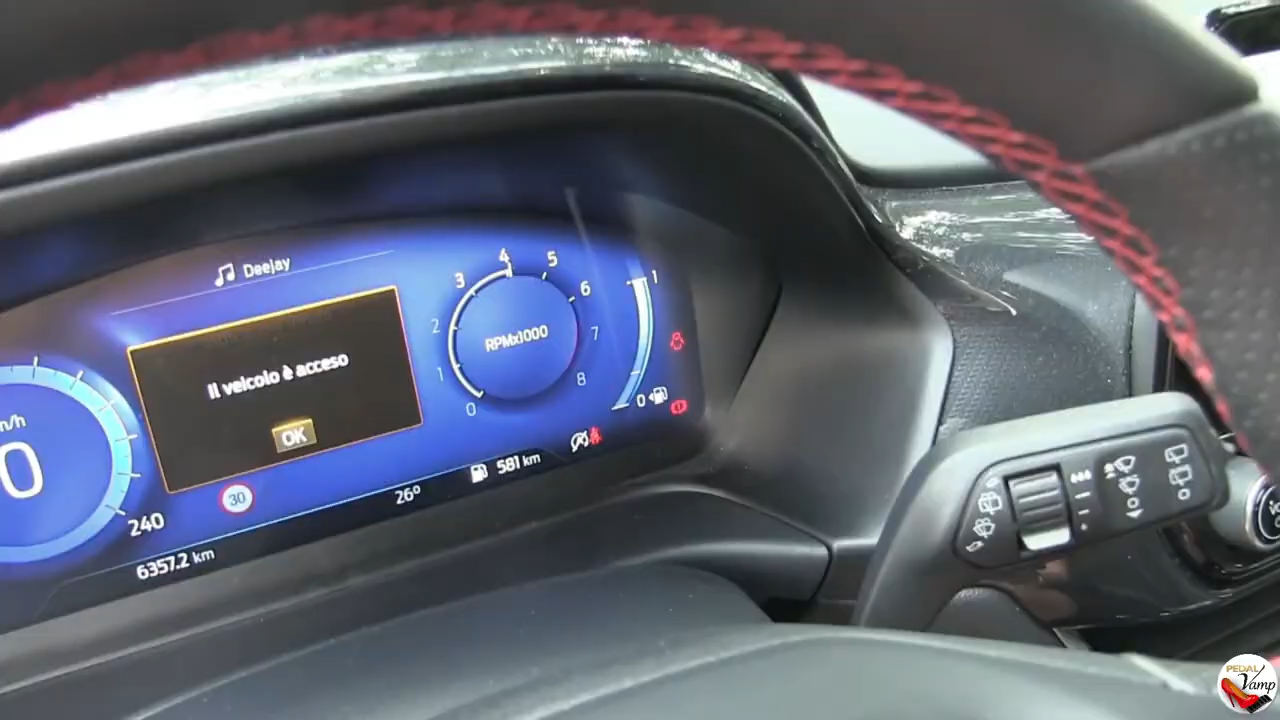 Deejay
Il veicolo è acceso
OK
m/h
0
240
30
6357.2 km
26°
581 km
0
1
2
3
4
5
6
7
8
RPMx1000
1
0
PEDAL
Vamp